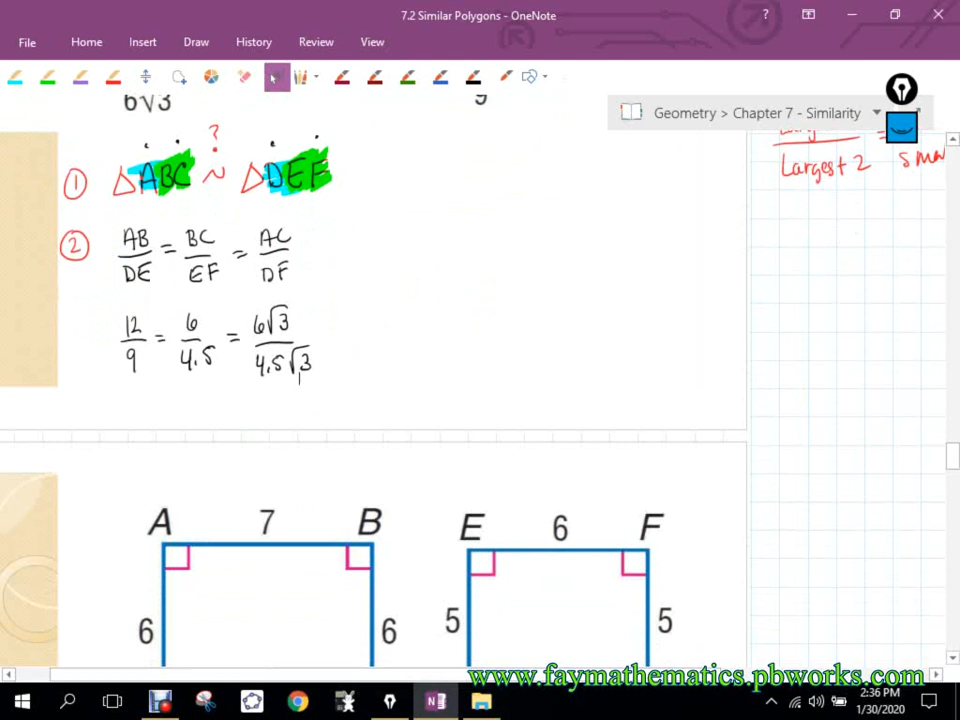 7.2 Similar Polygons - OneNote
?
File Home Insert Draw History Review View
6√3
9
Geometry > Chapter 7 - Similarity
Largest 2
① △ABC ~ △DEF
?
② AB/DE = BC/EF = AC/DF
12/9 = 6/4.5 = 6√3/4.5√3
A 7 B
E 6 F
6 6
5 5
www.faymathematics.pbworks.com
2:36 PM
1/30/2020